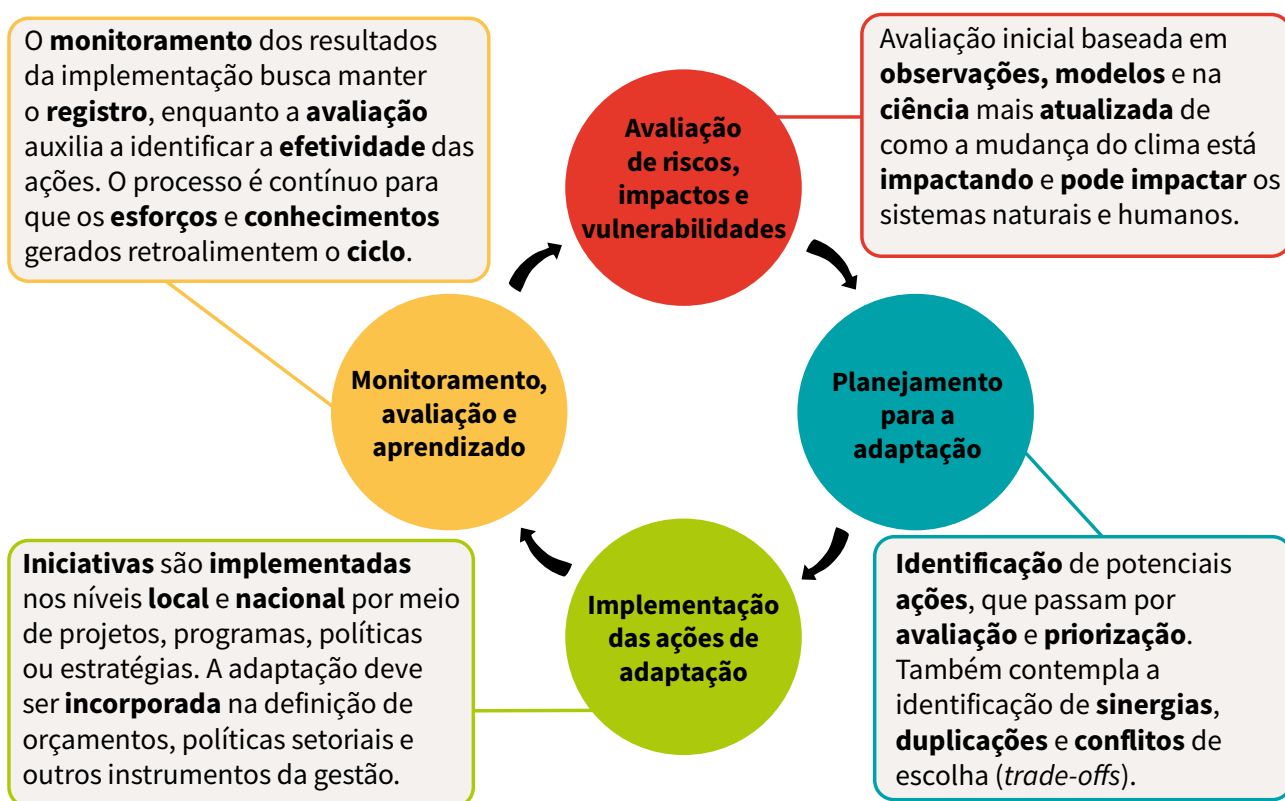 O monitoramento dos resultados
da implementação busca manter
o registro, enquanto a avaliação
auxilia a identificar a efetividade das
ações. O processo é contínuo para
que os esforços e conhecimentos
gerados retroalimentem o ciclo.
Avaliação
de riscos,
impactos e
vulnerabilidades
Avaliação inicial baseada em
observações, modelos e na
ciência mais atualizada de
como a mudança do clima está
impactando e pode impactar os
sistemas naturais e humanos.
Monitoramento,
avaliação e
aprendizado
Planejamento
para a
adaptação
Iniciativas são implementadas
nos níveis local e nacional por meio
de projetos, programas, políticas
ou estratégias. A adaptação deve
ser incorporada na definição de
orçamentos, políticas setoriais e
outros instrumentos da gestão.
Implementação
das ações de
adaptação
Identificação de potenciais
ações, que passam por
avaliação e priorização.
Também contempla a
identificação de sinergias,
duplicações e conflitos de
escolha (trade-offs).